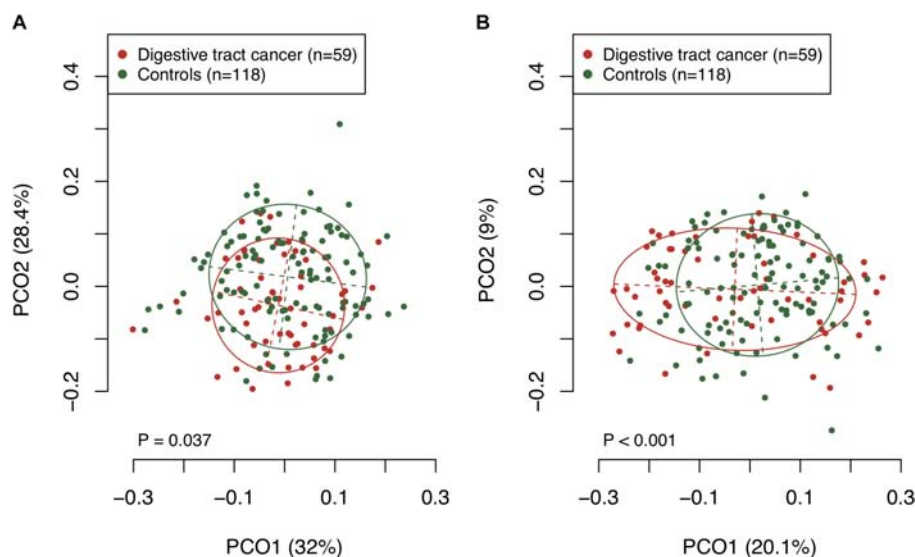 A
Digestive tract cancer (n=59)
Controls (n=118)
PCO2 (28.4%)
0.4
0.2
0.0
−0.2
P = 0.037
−0.3
−0.1
0.1
0.3
PCO1 (32%)
B
Digestive tract cancer (n=59)
Controls (n=118)
PCO2 (9%)
0.4
0.2
0.0
−0.2
P < 0.001
−0.3
−0.1
0.1
0.3
PCO1 (20.1%)